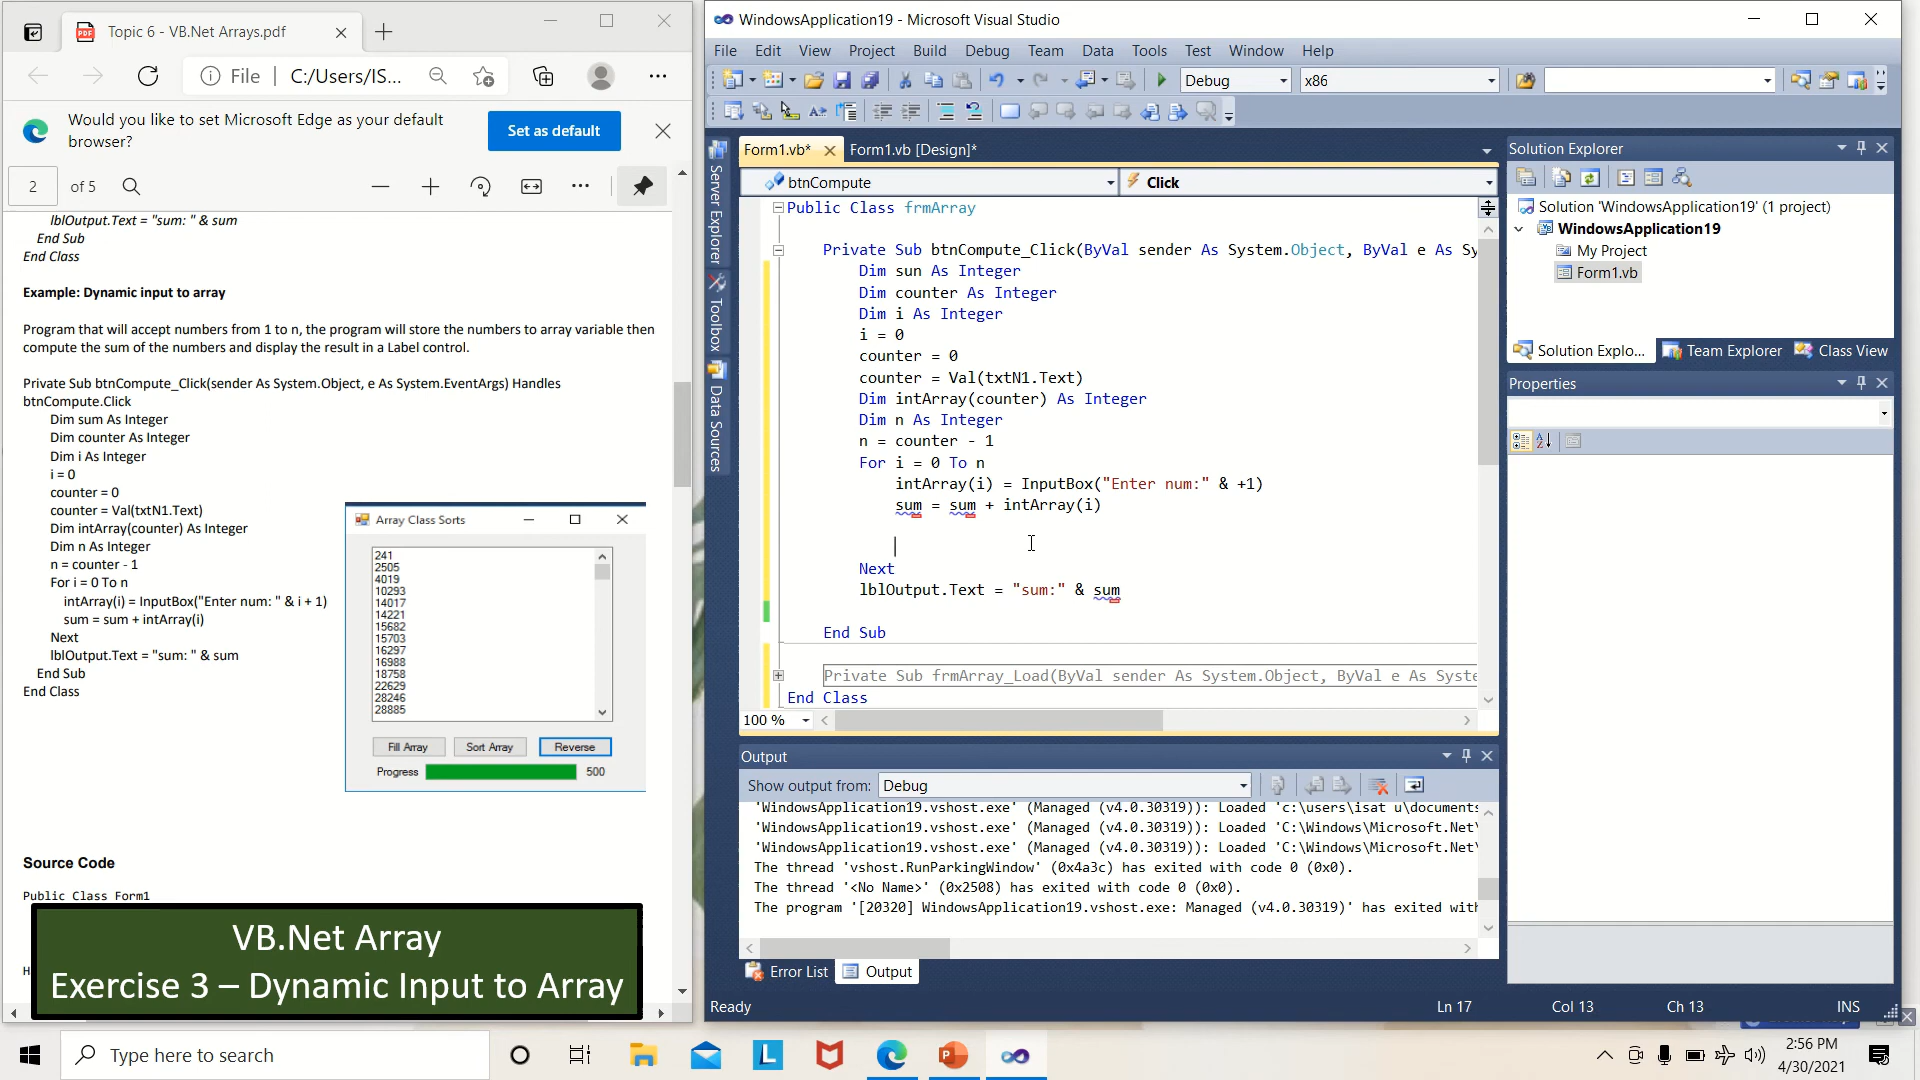 Topic 6 - VB.Net Arrays.pdf
File
C:/Users/IS...
Would you like to set Microsoft Edge as your default
browser?
Set as default
2
of 5
lblOutput.Text = "sum: " & sum
End Sub
End Class
Example: Dynamic input to array
Program that will accept numbers from 1 to n, the program will store the numbers to array variable then
compute the sum of the numbers and display the result in a Label control.
Private Sub btnCompute_Click(sender As System.Object, e As System.EventArgs) Handles
btnCompute.Click
Dim sum As Integer
Dim counter As Integer
Dim i As Integer
i = 0
counter = 0
counter = Val(txtN1.Text)
Dim intArray(counter) As Integer
Dim n As Integer
n = counter - 1
For i = 0 To n
intArray(i) = InputBox("Enter num: " & i + 1)
sum = sum + intArray(i)
Next
lblOutput.Text = "sum: " & sum
End Sub
End Class
Array Class Sorts
241
2505
4019
10293
14017
14221
15682
15703
16297
16988
18758
22629
28246
28885
Fill Array
Sort Array
Reverse
Progress
500
Source Code
Public Class Form1
VB.Net Array
Exercise 3 – Dynamic Input to Array
WindowsApplication19 - Microsoft Visual Studio
File Edit View Project Build Debug Team Data Tools Test Window Help
Debug
x86
Server Explorer
Toolbox
Data Sources
Form1.vb*
Form1.vb [Design]*
btnCompute
Click
Public Class frmArray
Private Sub btnCompute_Click(ByVal sender As System.Object, ByVal e As Sy
Dim sun As Integer
Dim counter As Integer
Dim i As Integer
i = 0
counter = 0
counter = Val(txtN1.Text)
Dim intArray(counter) As Integer
Dim n As Integer
n = counter - 1
For i = 0 To n
intArray(i) = InputBox("Enter num:" & +1)
sum = sum + intArray(i)
Next
lblOutput.Text = "sum:" & sum
End Sub
Private Sub frmArray_Load(ByVal sender As System.Object, ByVal e As Syste
End Class
100 %
Output
Show output from:
Debug
'WindowsApplication19.vshost.exe' (Managed (v4.0.30319)): Loaded 'c:\users\isat u\documents
'WindowsApplication19.vshost.exe' (Managed (v4.0.30319)): Loaded 'C:\Windows\Microsoft.Net\
'WindowsApplication19.vshost.exe' (Managed (v4.0.30319)): Loaded 'C:\Windows\Microsoft.Net\
The thread 'vshost.RunParkingWindow' (0x4a3c) has exited with code 0 (0x0).
The thread '<No Name>' (0x2508) has exited with code 0 (0x0).
The program '[20320] WindowsApplication19.vshost.exe: Managed (v4.0.30319)' has exited with
Error List
Output
Solution Explorer
Solution 'WindowsApplication19' (1 project)
WindowsApplication19
My Project
Form1.vb
Solution Explo...
Team Explorer
Class View
Properties
Ready
Ln 17
Col 13
Ch 13
INS
Type here to search
2:56 PM
4/30/2021